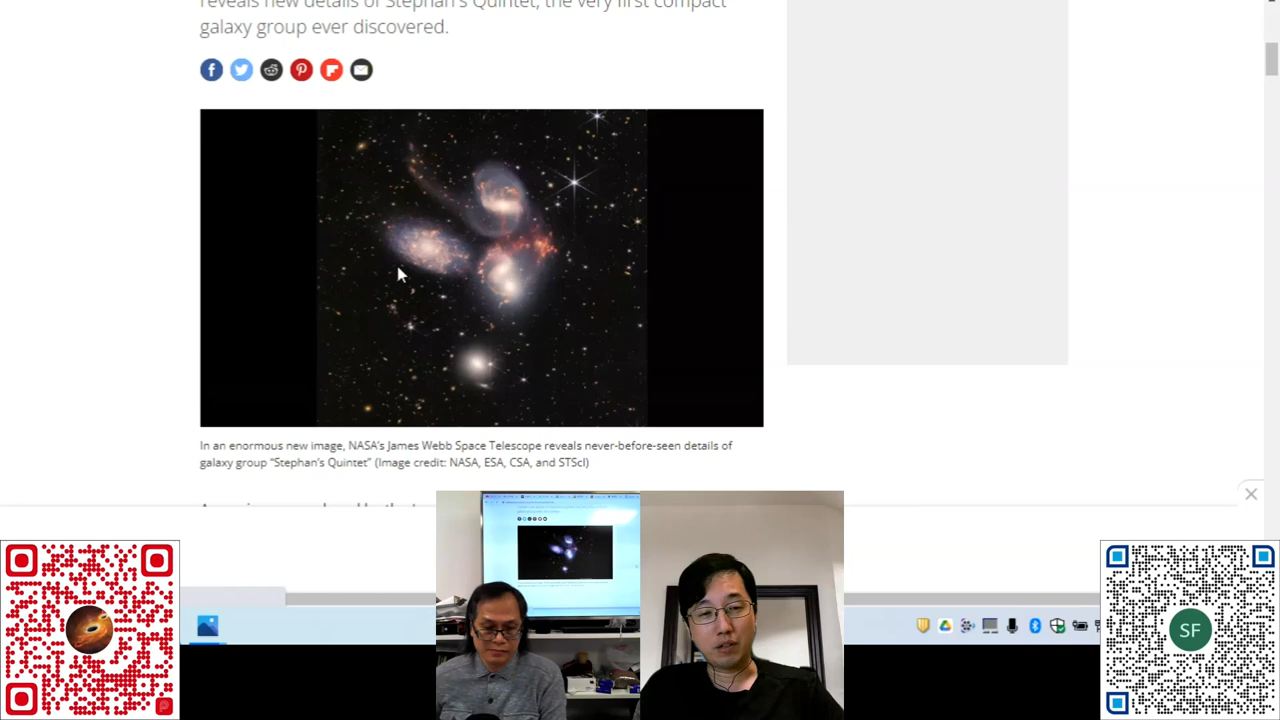 reveals new details of Stephan's Quintet, the very first compact
galaxy group ever discovered.
In an enormous new image, NASA's James Webb Space Telescope reveals never-before-seen details of
galaxy group "Stephan's Quintet" (Image credit: NASA, ESA, CSA, and STScI)
SF